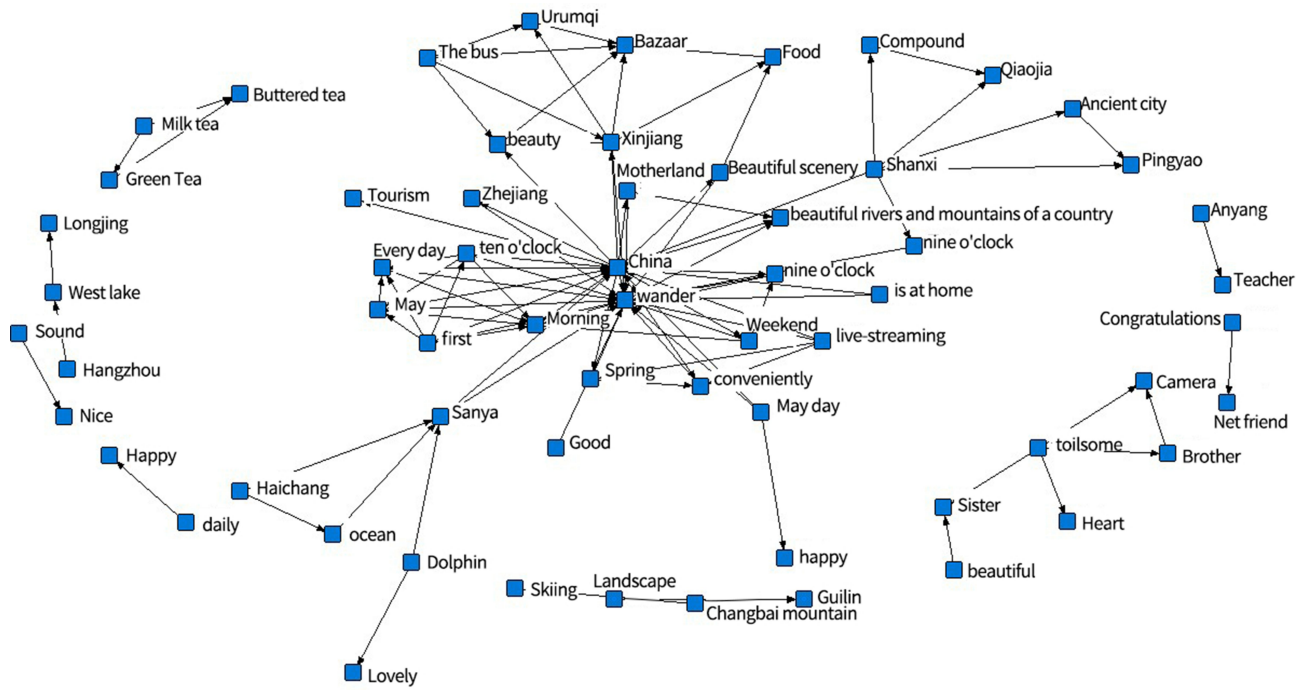 Urumqi
The bus
Bazaar
Food
Compound
Qiaojia
Buttered tea
Milk tea
Ancient city
beauty
Xinjiang
Green Tea
Motherland
Beautiful scenery
Shanxi
Pingyao
Tourism
Zhejiang
Longjing
beautiful rivers and mountains of a country
Anyang
Every day
ten o'clock
China
nine o'clock
nine o'clock
Teacher
West lake
May
wander
is at home
Sound
first
Morning
Weekend
live-streaming
Congratulations
Hangzhou
Spring
conveniently
Camera
Nice
Sanya
May day
Net friend
Good
toilsome
Brother
Happy
Haichang
Sister
daily
ocean
Heart
Dolphin
happy
beautiful
Skiing
Landscape
Guilin
Changbai mountain
Lovely